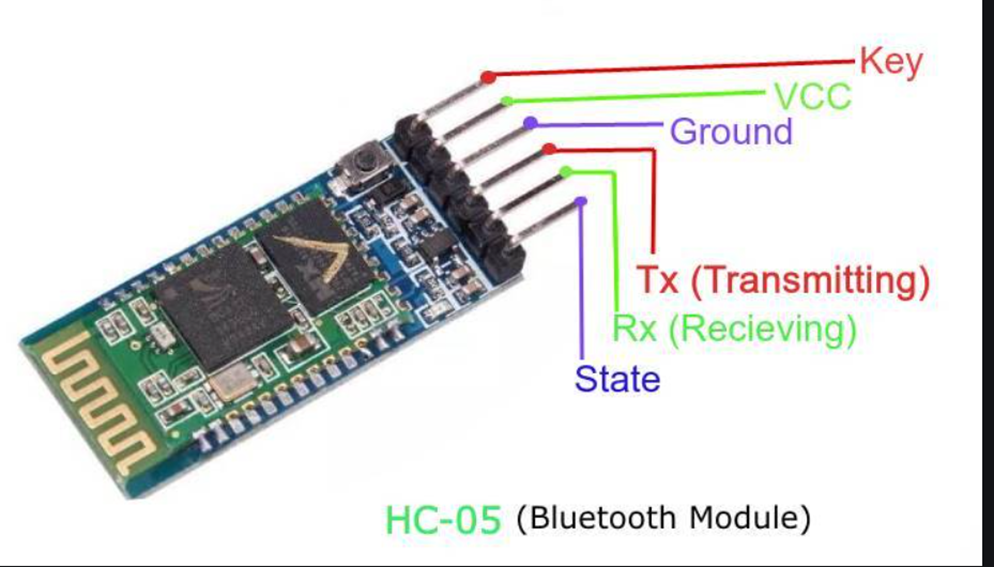 Key
VCC
Ground
Tx (Transmitting)
Rx (Recieving)
State
HC-05 (Bluetooth Module)